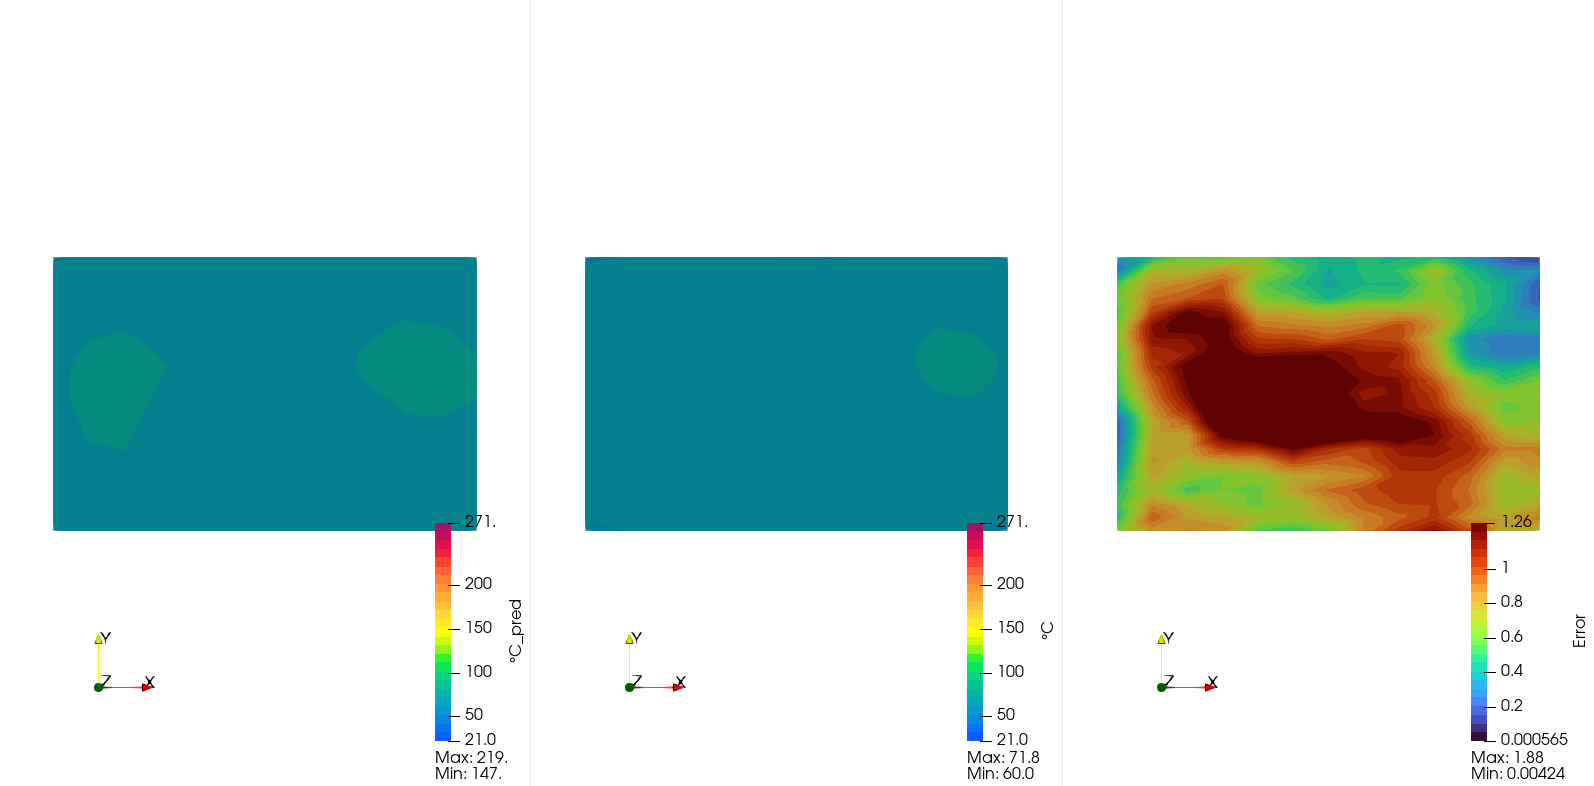 271.
200
150
100
50
21.0
°C_pred
Max: 219.
Min: 147.
Y
Z
X
271.
200
150
100
50
21.0
°C
Max: 71.8
Min: 60.0
Y
Z
X
1.26
1
0.8
0.6
0.4
0.2
0.000565
Error
Max: 1.88
Min: 0.00424
Y
Z
X